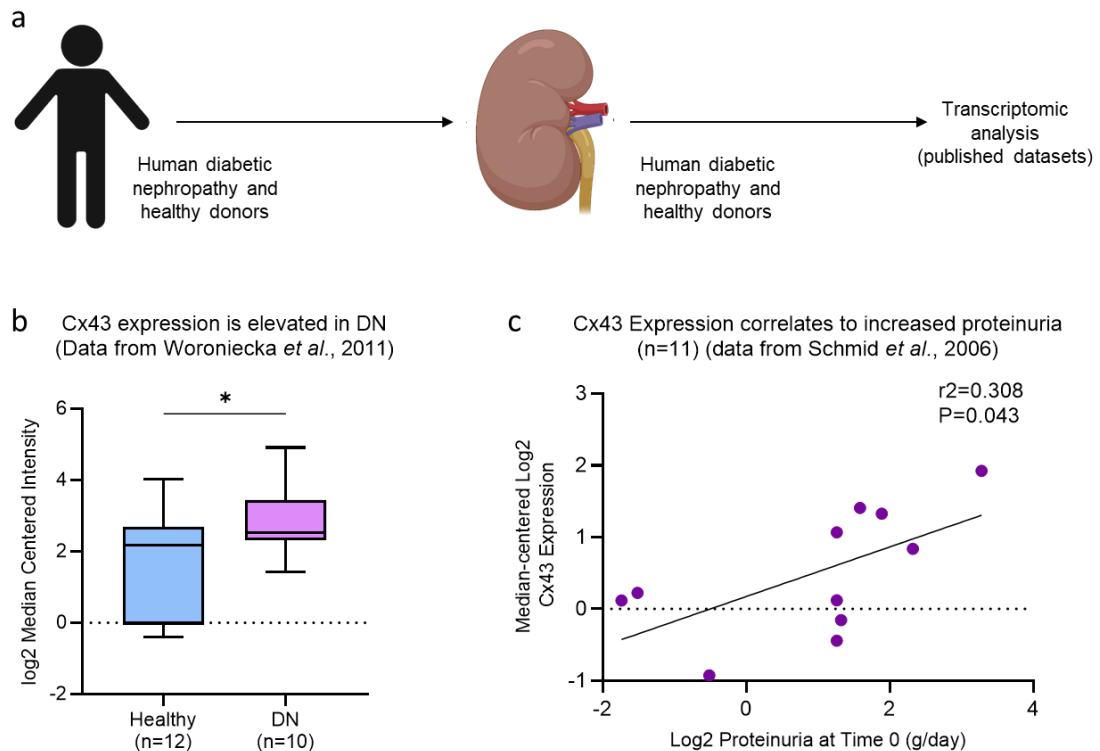 a
Human diabetic
nephropathy and
healthy donors
Human diabetic
nephropathy and
healthy donors
Transcriptomic
analysis
(published datasets)
b
Cx43 expression is elevated in DN
(Data from Woroniecka et al., 2011)
*
log2 Median Centered Intensity
6
4
2
0
-2
Healthy
(n=12)
DN
(n=10)
c
Cx43 Expression correlates to increased proteinuria
(n=11) (data from Schmid et al., 2006)
r2=0.308
P=0.043
Median-centered Log2
Cx43 Expression
3
2
1
0
-1
-2
0
2
4
Log2 Proteinuria at Time 0 (g/day)